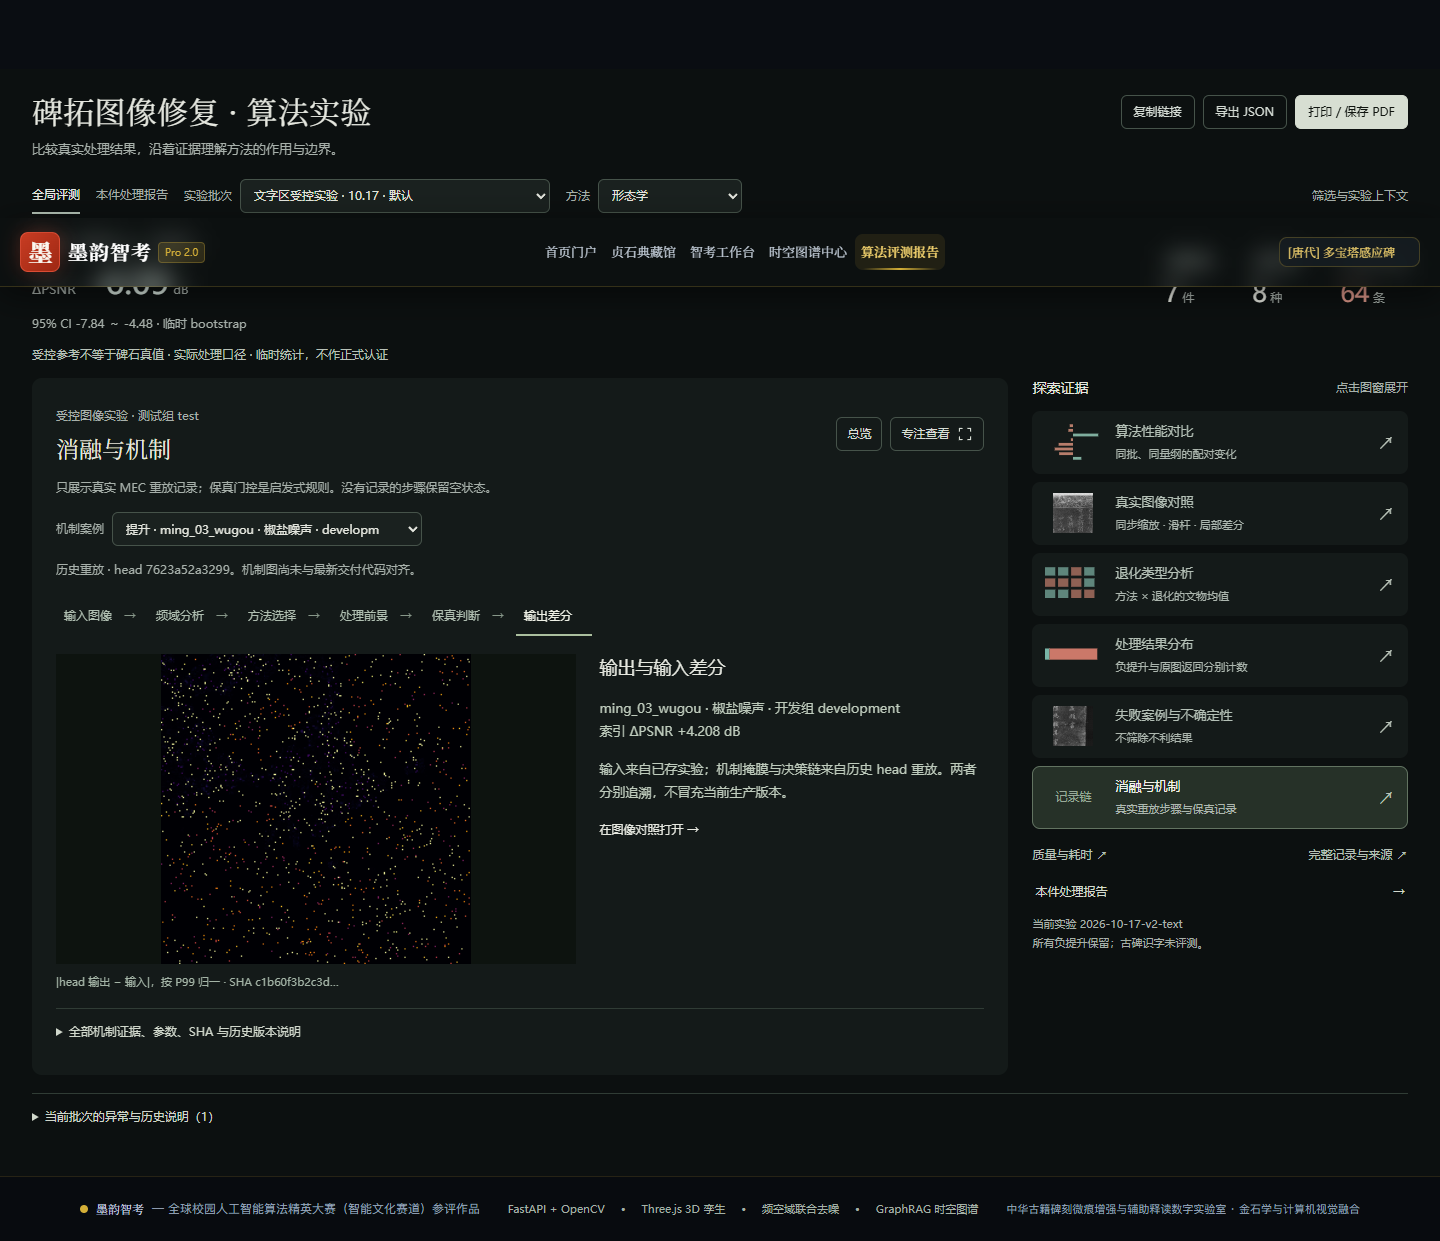 碑拓图像修复 · 算法实验
复制链接
导出 JSON
打印 / 保存 PDF
比较真实处理结果，沿着证据理解方法的作用与边界。
全局评测
本件处理报告
实验批次
文字区受控实验 · 10.17 · 默认
方法
形态学
筛选与实验上下文
墨
墨韵智考
Pro 2.0
首页门户
贞石典藏馆
智考工作台
时空图谱中心
算法评测报告
[唐代] 多宝塔感应碑
ΔPSNR
dB
7 件
8 种
64 条
95% CI -7.84 ~ -4.48 · 临时 bootstrap
受控参考不等于碑石真值 · 实际处理口径 · 临时统计，不作正式认证
受控图像实验 · 测试组 test
消融与机制
总览
专注查看
只展示真实 MEC 重放记录；保真门控是启发式规则。没有记录的步骤保留空状态。
机制案例
提升 · ming_03_wugou · 椒盐噪声 · developm
历史重放 · head 7623a52a3299。机制图尚未与最新交付代码对齐。
输入图像 → 频域分析 → 方法选择 → 处理前景 → 保真判断 → 输出差分
输出与输入差分
ming_03_wugou · 椒盐噪声 · 开发组 development
索引 ΔPSNR +4.208 dB
输入来自已存实验；机制掩膜与决策链来自历史 head 重放。两者
分别追溯，不冒充当前生产版本。
在图像对照打开 →
|head 输出 − 输入|，按 P99 归一 · SHA c1b60f3b2c3d...
全部机制证据、参数、SHA 与历史版本说明
探索证据
点击图窗展开
算法性能对比
同批、同量纲的配对变化
真实图像对照
同步缩放 · 滑杆 · 局部差分
退化类型分析
方法 × 退化的文物均值
处理结果分布
负提升与原图返回分别计数
失败案例与不确定性
不筛除不利结果
记录链
消融与机制
真实重放步骤与保真记录
质量与耗时 ↗
完整记录与来源 ↗
本件处理报告 →
当前实验 2026-10-17-v2-text
所有负提升保留；古碑识字未评测。
当前批次的异常与历史说明（1）
墨韵智考 — 全球校园人工智能算法精英大赛（智能文化赛道）参评作品
FastAPI + OpenCV • Three.js 3D 孪生 • 频空域联合去噪 • GraphRAG 时空图谱
中华古籍碑刻微痕增强与辅助释读数字实验室 · 金石学与计算机视觉融合